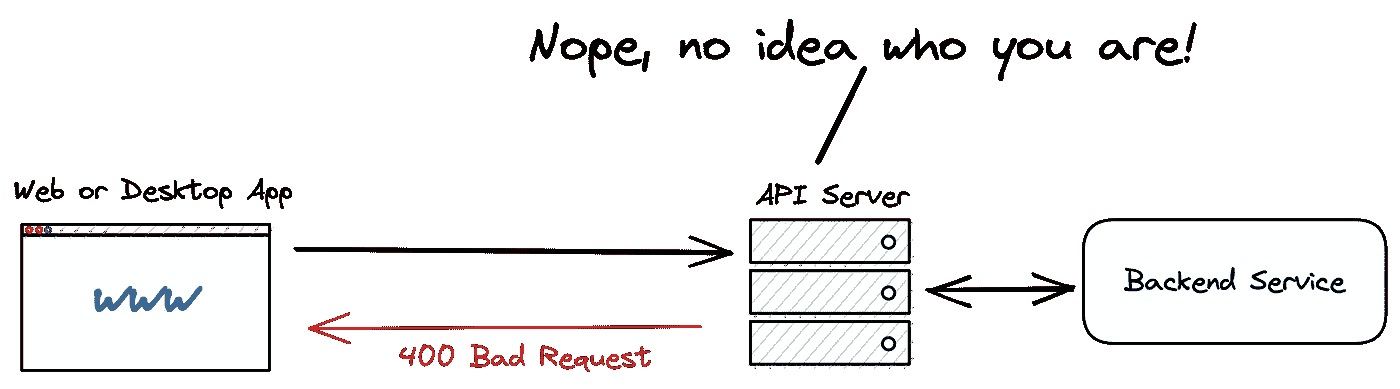 Nope, no idea who you are!
Web or Desktop App
API Server
www
Backend Service
400 Bad Request